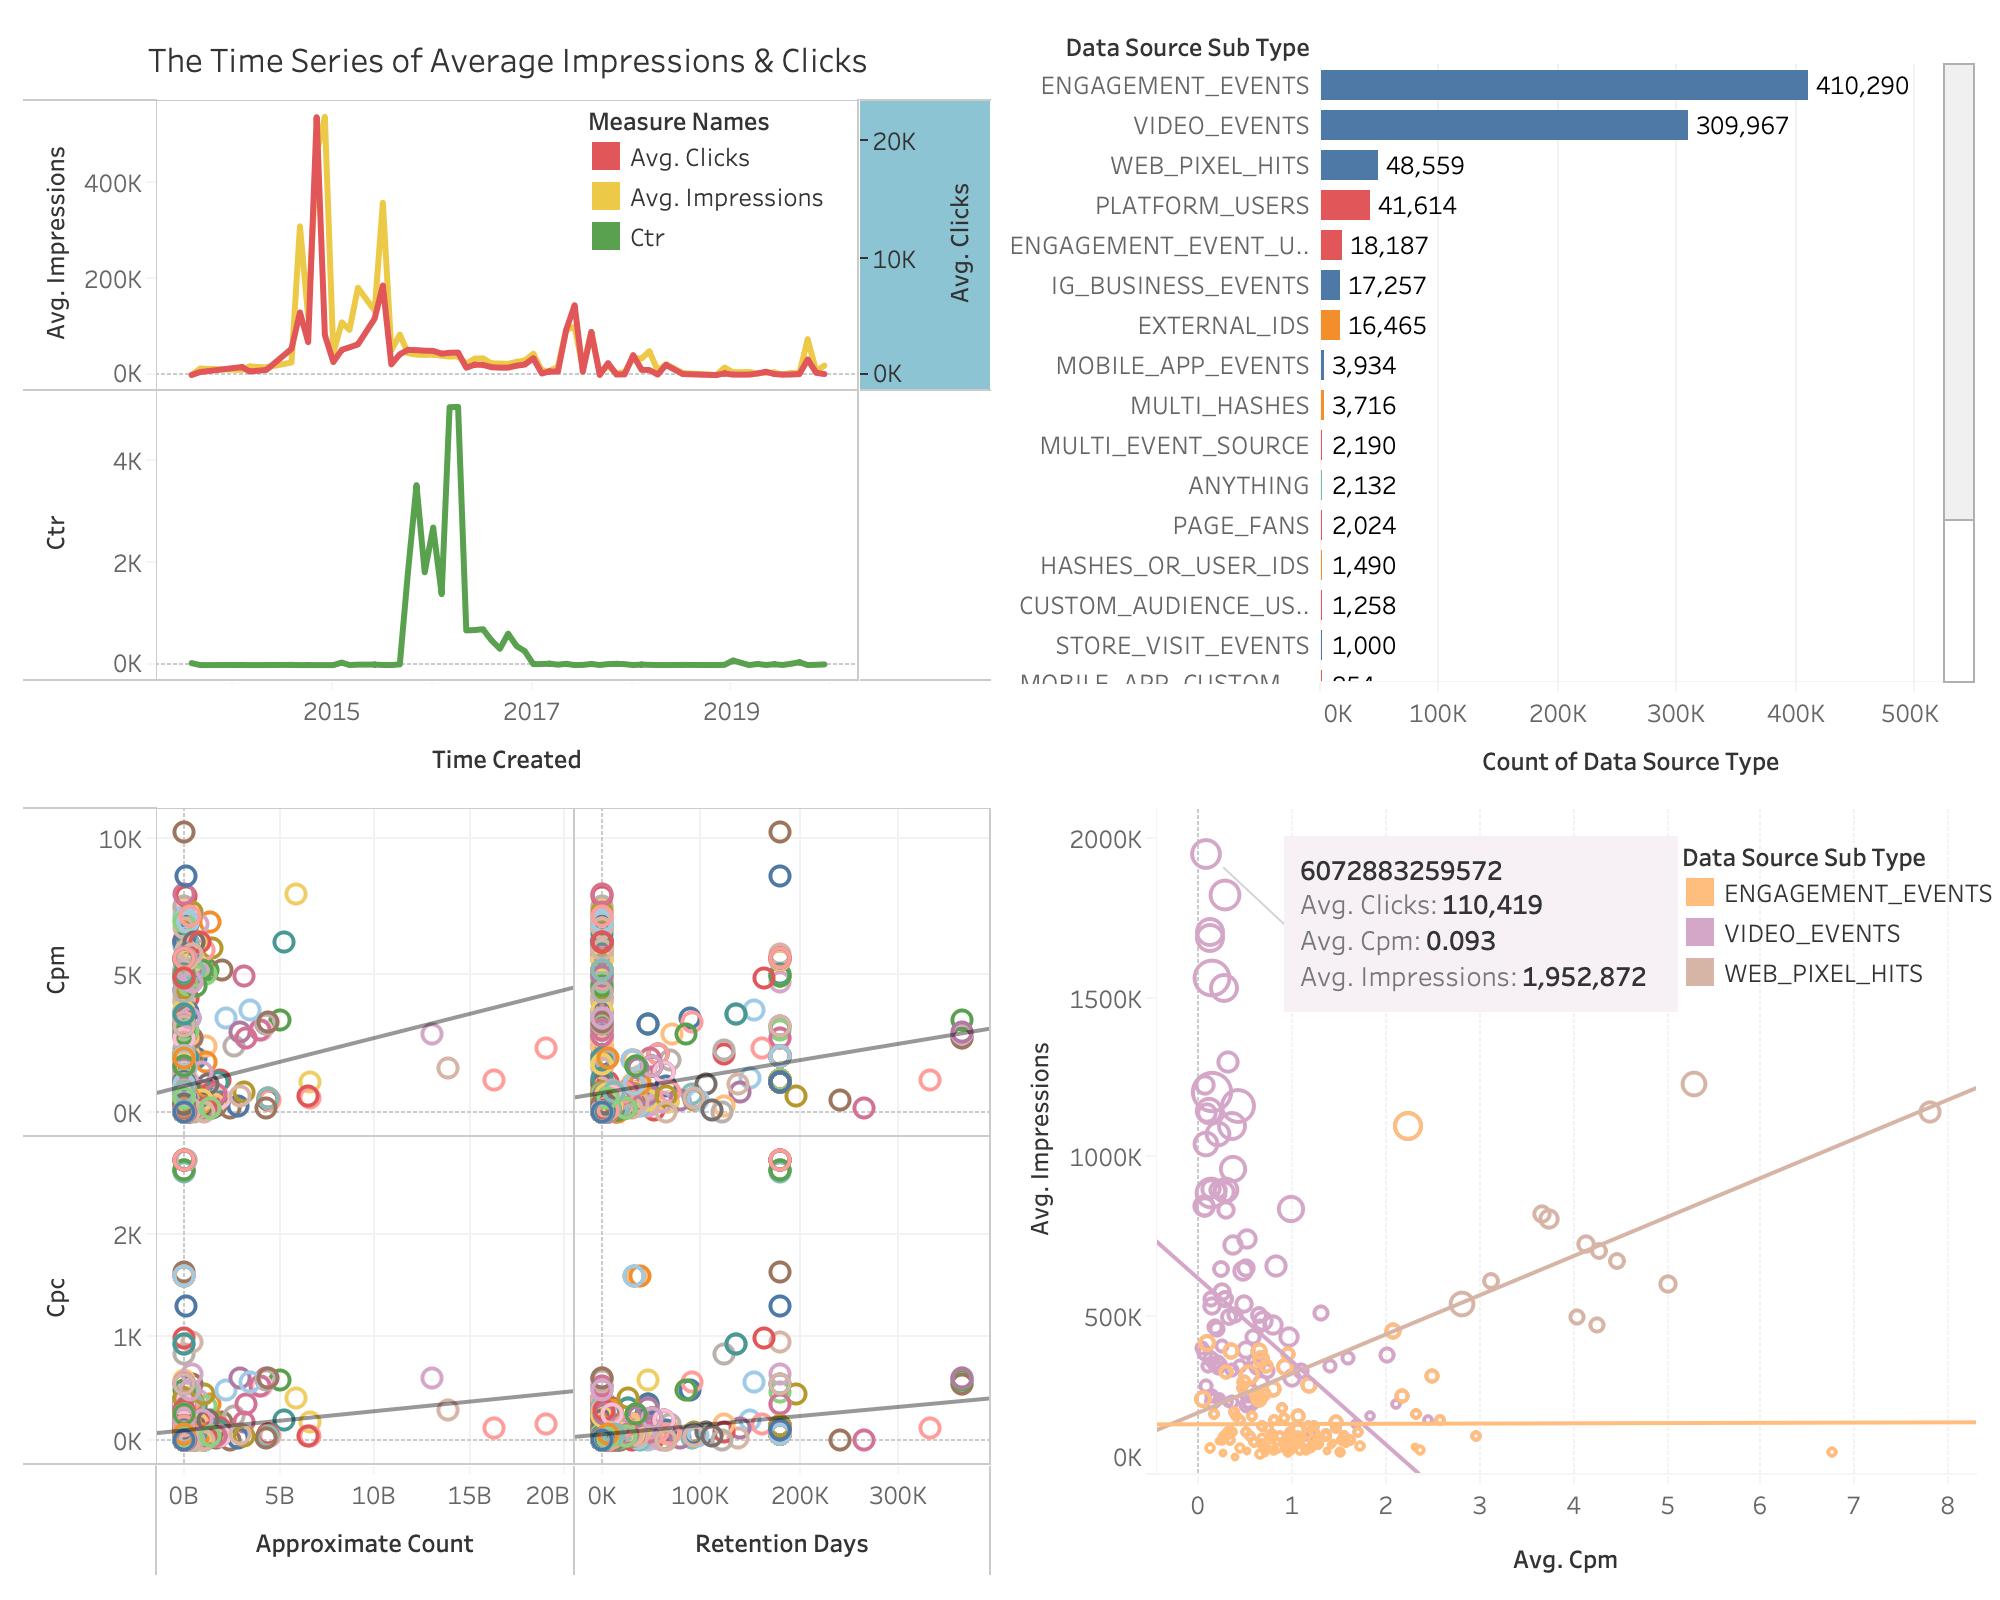 The Time Series of Average Impressions & Clicks
Measure Names
Avg. Clicks
Avg. Impressions
Ctr
Avg. Impressions
400K
200K
0K
20K
10K
0K
Avg. Clicks
Ctr
4K
2K
0K
2015
2017
2019
Time Created
Data Source Sub Type
ENGAGEMENT_EVENTS 410,290
VIDEO_EVENTS 309,967
WEB_PIXEL_HITS 48,559
PLATFORM_USERS 41,614
ENGAGEMENT_EVENT_U.. 18,187
IG_BUSINESS_EVENTS 17,257
EXTERNAL_IDS 16,465
MOBILE_APP_EVENTS 3,934
MULTI_HASHES 3,716
MULTI_EVENT_SOURCE 2,190
ANYTHING 2,132
PAGE_FANS 2,024
HASHES_OR_USER_IDS 1,490
CUSTOM_AUDIENCE_US.. 1,258
STORE_VISIT_EVENTS 1,000
MOBILE_APP_CUSTOM..
0K 100K 200K 300K 400K 500K
Count of Data Source Type
Cpm
10K
5K
0K
Cpc
2K
1K
0K
0B 5B 10B 15B 20B
0K 100K 200K 300K
Approximate Count
Retention Days
2000K
1500K
1000K
500K
0K
Avg. Impressions
6072883259572
Avg. Clicks: 110,419
Avg. Cpm: 0.093
Avg. Impressions: 1,952,872
Data Source Sub Type
ENGAGEMENT_EVENTS
VIDEO_EVENTS
WEB_PIXEL_HITS
0 1 2 3 4 5 6 7 8
Avg. Cpm